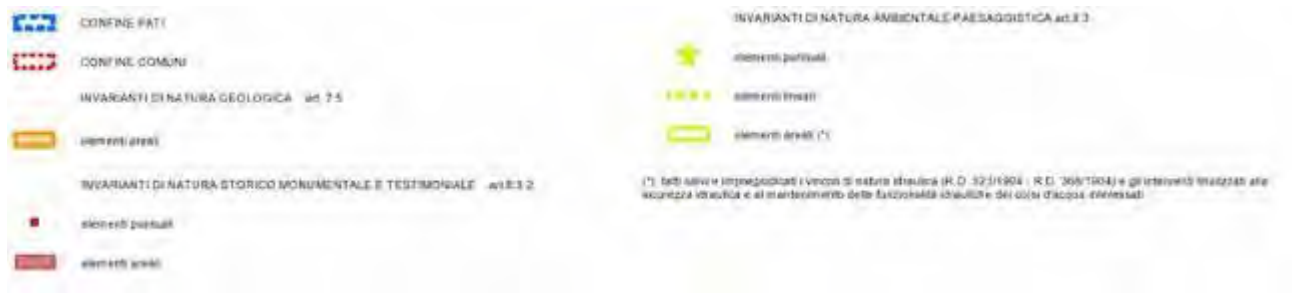 CONFINE PATI
CONFINE COMUNI
INVARIANTI DI NATURA GEOLOGICA art. 7.5
elementi areali
INVARIANTI DI NATURA STORICO MONUMENTALE E TESTIMONIALE art.8.3.2
elementi puntuali
elementi areali
INVARIANTI DI NATURA AMBIENTALE-PAESAGGISTICA art.8.3
elementi puntuali
elementi lineari
elementi areali (*)
(*) fatti salvi e impregiudicati i vincoli di natura idraulica (R.D. 523/1904 - R.D. 368/1904) e gli interventi finalizzati alla
sicurezza idraulica e al mantenimento delle funzionalità idrauliche dei corsi d'acqua interessati